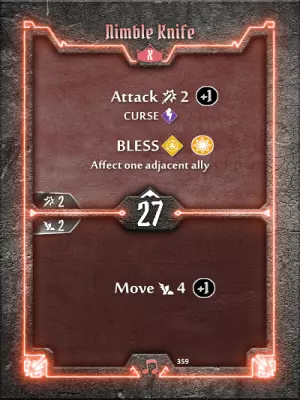 Nimble Knife
X
Attack 2 +1
CURSE
BLESS
Affect one adjacent ally
2
27
2
Move 4 +1
359